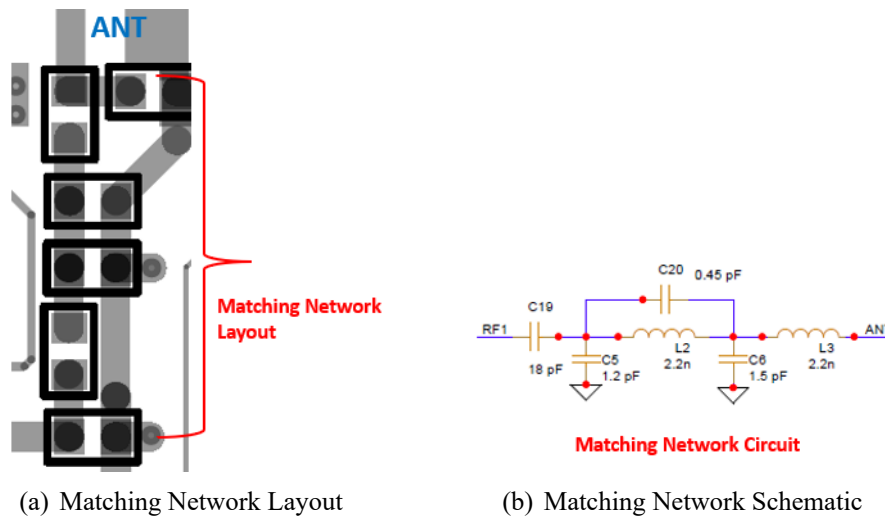 ANT
Matching Network
Layout
C20
0.45 pF
C19
RF1
AN
L2
L3
C5
C6
18 pF
1.2 pF
2.2n
1.5 pF
2.2n
Matching Network Circuit
(a) Matching Network Layout
(b) Matching Network Schematic